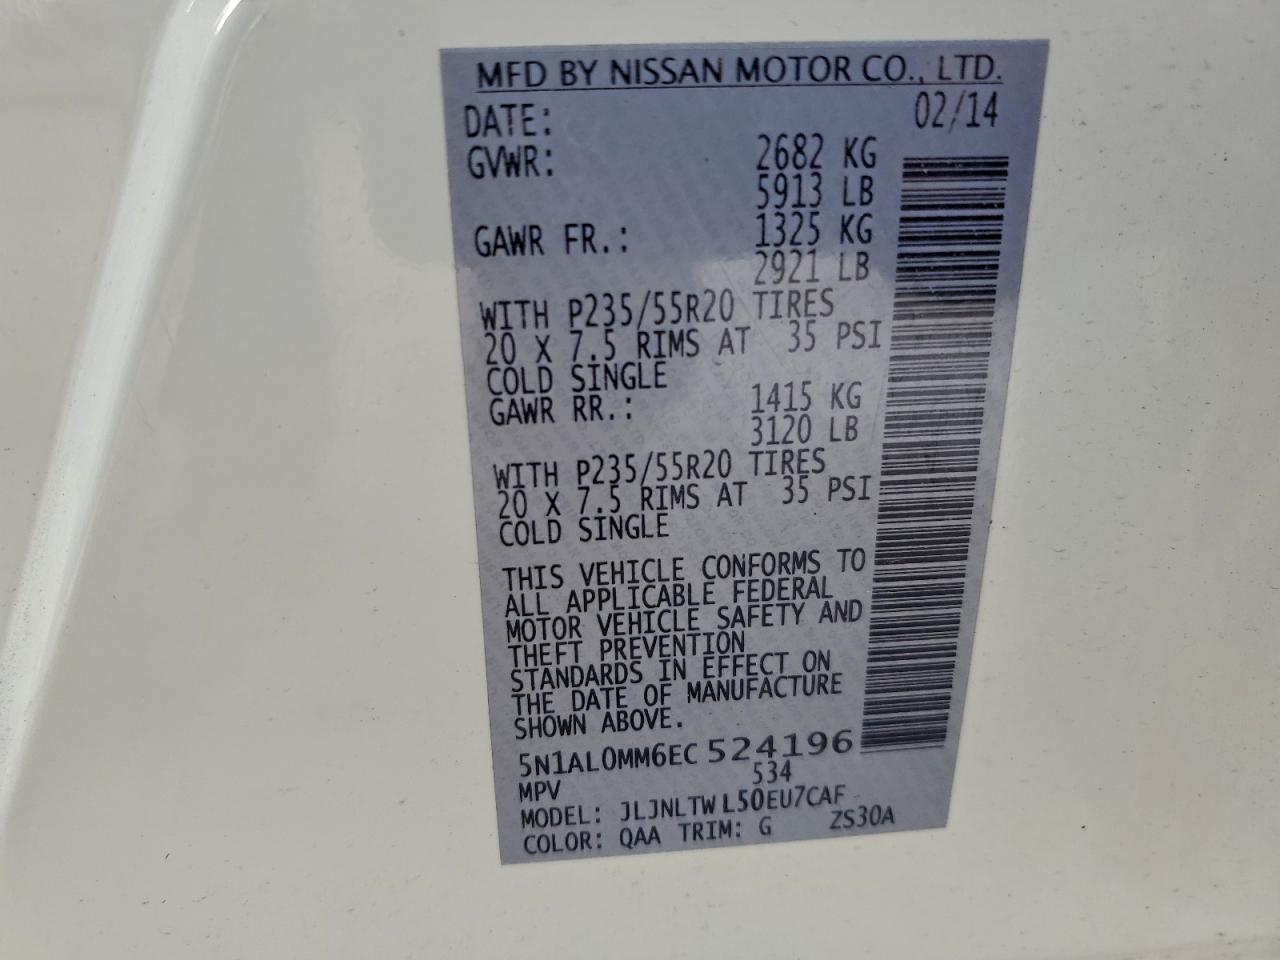 MFD BY NISSAN MOTOR CO., LTD.
DATE: 02/14
GVWR: 2682 KG
5913 LB
GAWR FR.: 1325 KG
2921 LB
WITH P235/55R20 TIRES
20 X 7.5 RIMS AT 35 PSI
COLD SINGLE
GAWR RR.: 1415 KG
3120 LB
WITH P235/55R20 TIRES
20 X 7.5 RIMS AT 35 PSI
COLD SINGLE
THIS VEHICLE CONFORMS TO
ALL APPLICABLE FEDERAL
MOTOR VEHICLE SAFETY AND
THEFT PREVENTION
STANDARDS IN EFFECT ON
THE DATE OF MANUFACTURE
SHOWN ABOVE.
5N1AL0MM6EC 524196
MPV 534
MODEL: JLJNLTW L50EU7CAF-
COLOR: QAA TRIM: G ZS30A